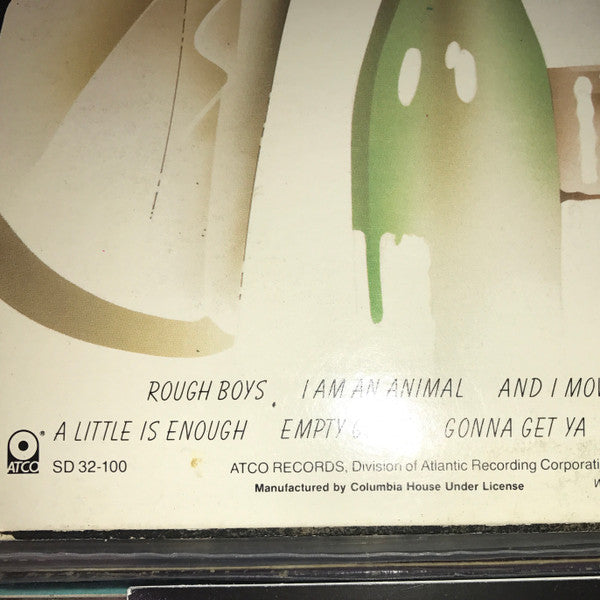 ROUGH BOYS. I AM AN ANIMAL AND I MOV
A LITTLE IS ENOUGH EMPTY GONNA GET YA
ATCO ® SD 32-100 ATCO RECORDS, Division of Atlantic Recording Corporati
Manufactured by Columbia House Under License
W